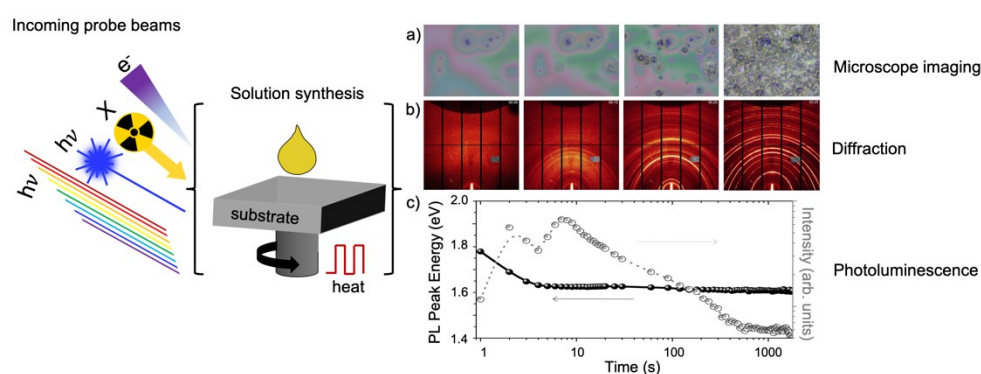 Incoming probe beams
e-
X
hν
hν
Solution synthesis
substrate
heat
a)
Microscope imaging
b)
Diffraction
c)
2.0
1.8
1.6
1.4
PL Peak Energy (eV)
Intensity (arb. units)
1
10
100
1000
Time (s)
Photoluminescence